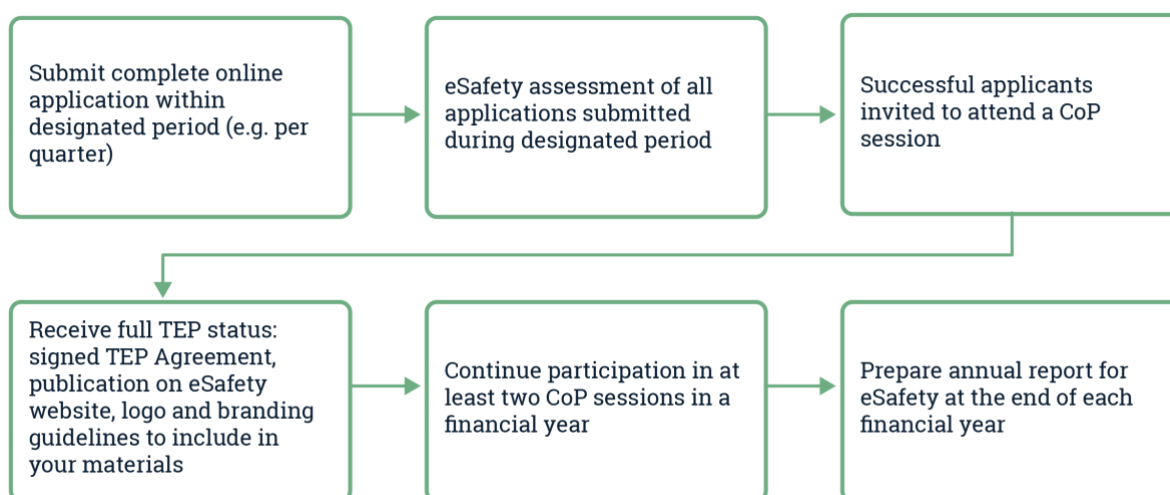 Submit complete online
application within
designated period (e.g. per
quarter)
eSafety assessment of all
applications submitted
during designated period
Successful applicants
invited to attend a CoP
session
Receive full TEP status:
signed TEP Agreement,
publication on eSafety
website, logo and branding
guidelines to include in
your materials
Continue participation in at
least two CoP sessions in a
financial year
Prepare annual report for
eSafety at the end of each
financial year